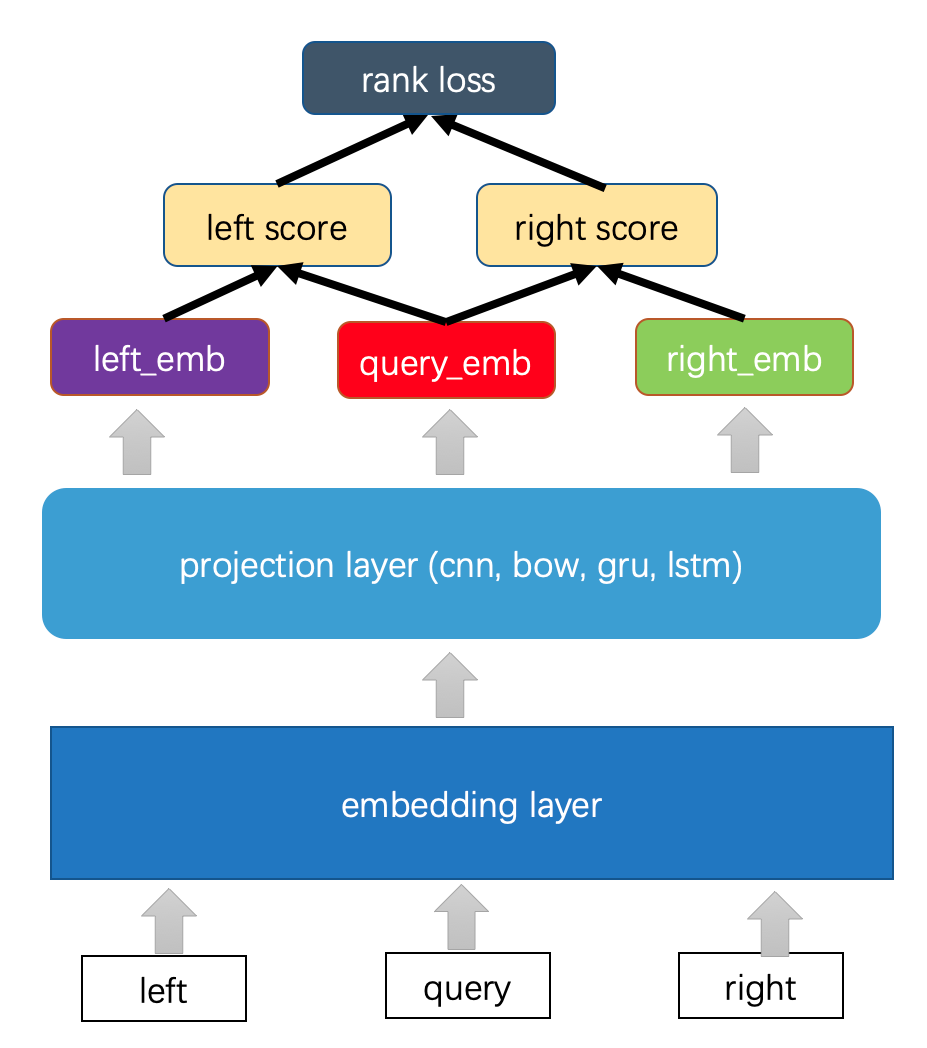 rank loss
left score
right score
left_emb
query_emb
right_emb
projection layer (cnn, bow, gru, lstm)
embedding layer
left
query
right